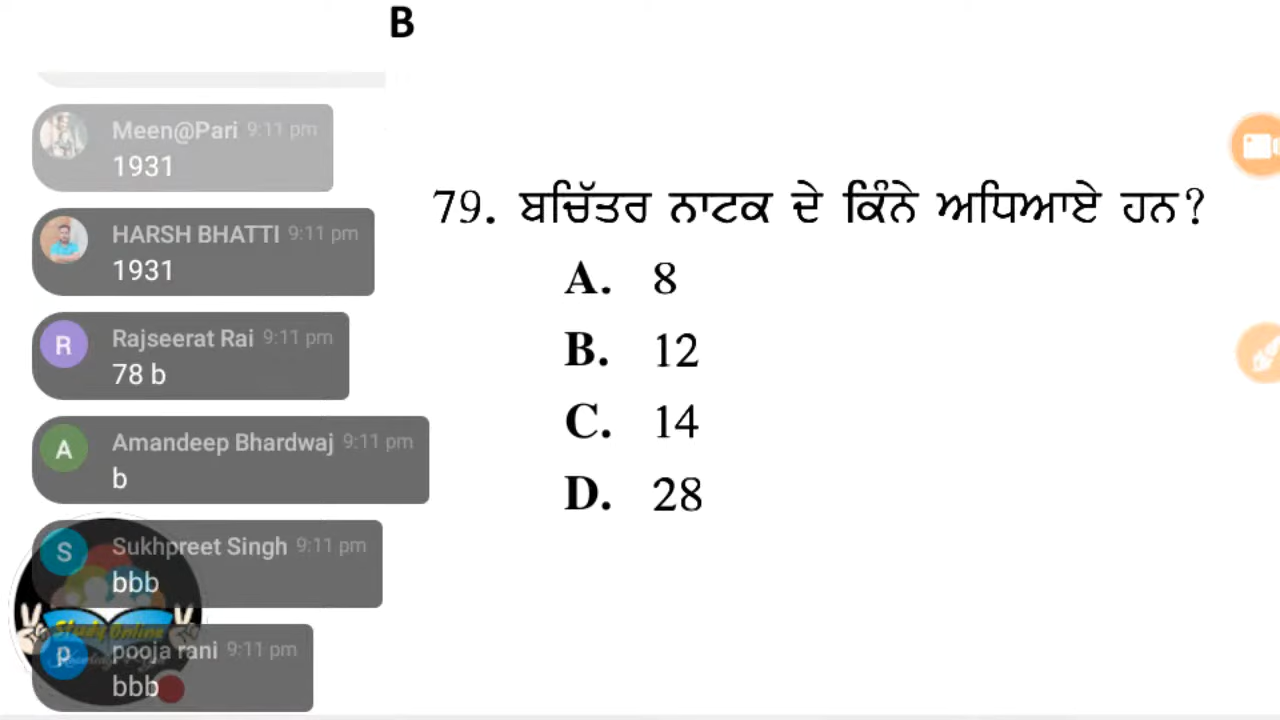 B
Meen@Pari 9:11 pm
1931
HARSH BHATTI 9:11 pm
1931
R
Rajseerat Rai 9:11 pm
78 b
A
Amandeep Bhardwaj 9:11 pm
b
S
Sukhpreet Singh 9:11 pm
bbb
Study Online
P
pooja rani 9:11 pm
bbb
79. ਬਚਿੱਤਰ ਨਾਟਕ ਦੇ ਕਿੰਨੇ ਅਧਿਆਏ ਹਨ?
A. 8
B. 12
C. 14
D. 28